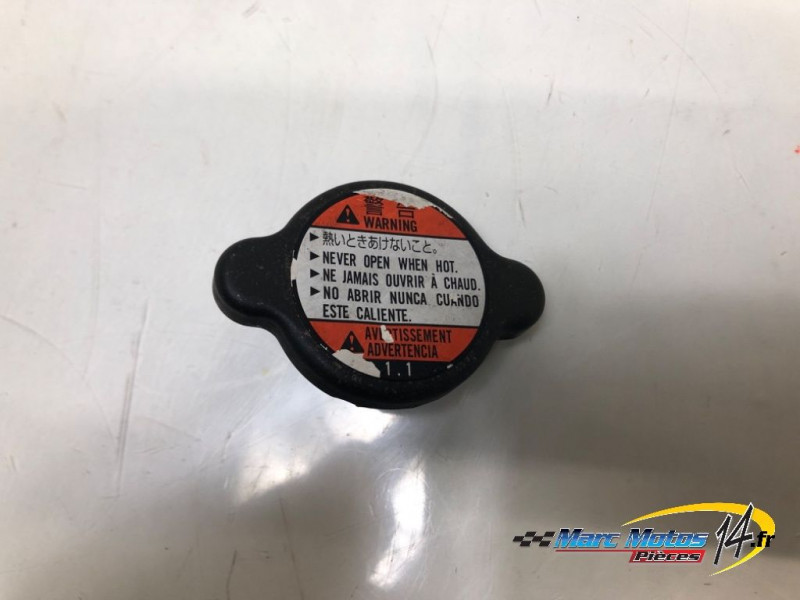 警告
WARNING
▶熱いときあけないこと。
▶NEVER OPEN WHEN HOT.
▶NE JAMAIS OUVRIR À CHAUD.
▶NO ABRIR NUNCA CUANDO
ESTE CALIENTE.
AVERTISSEMENT
ADVERTENCIA
1.1
Marc Motos 14.fr
Pièces